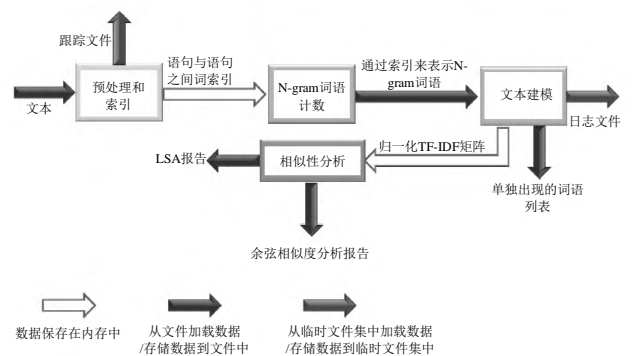 跟踪文件
语句与语句
之间词索引
通过索引来表示N-
gram词语
预处理和
索引
N-gram词语
计数
文本建模
文本
日志文件
归一化TF-IDF矩阵
LSA报告
相似性分析
单独出现的词语
列表
余弦相似度分析报告
数据保存在内存中
从文件加载数据
/存储数据到文件中
从临时文件集中加载数据
/存储数据到临时文件集中